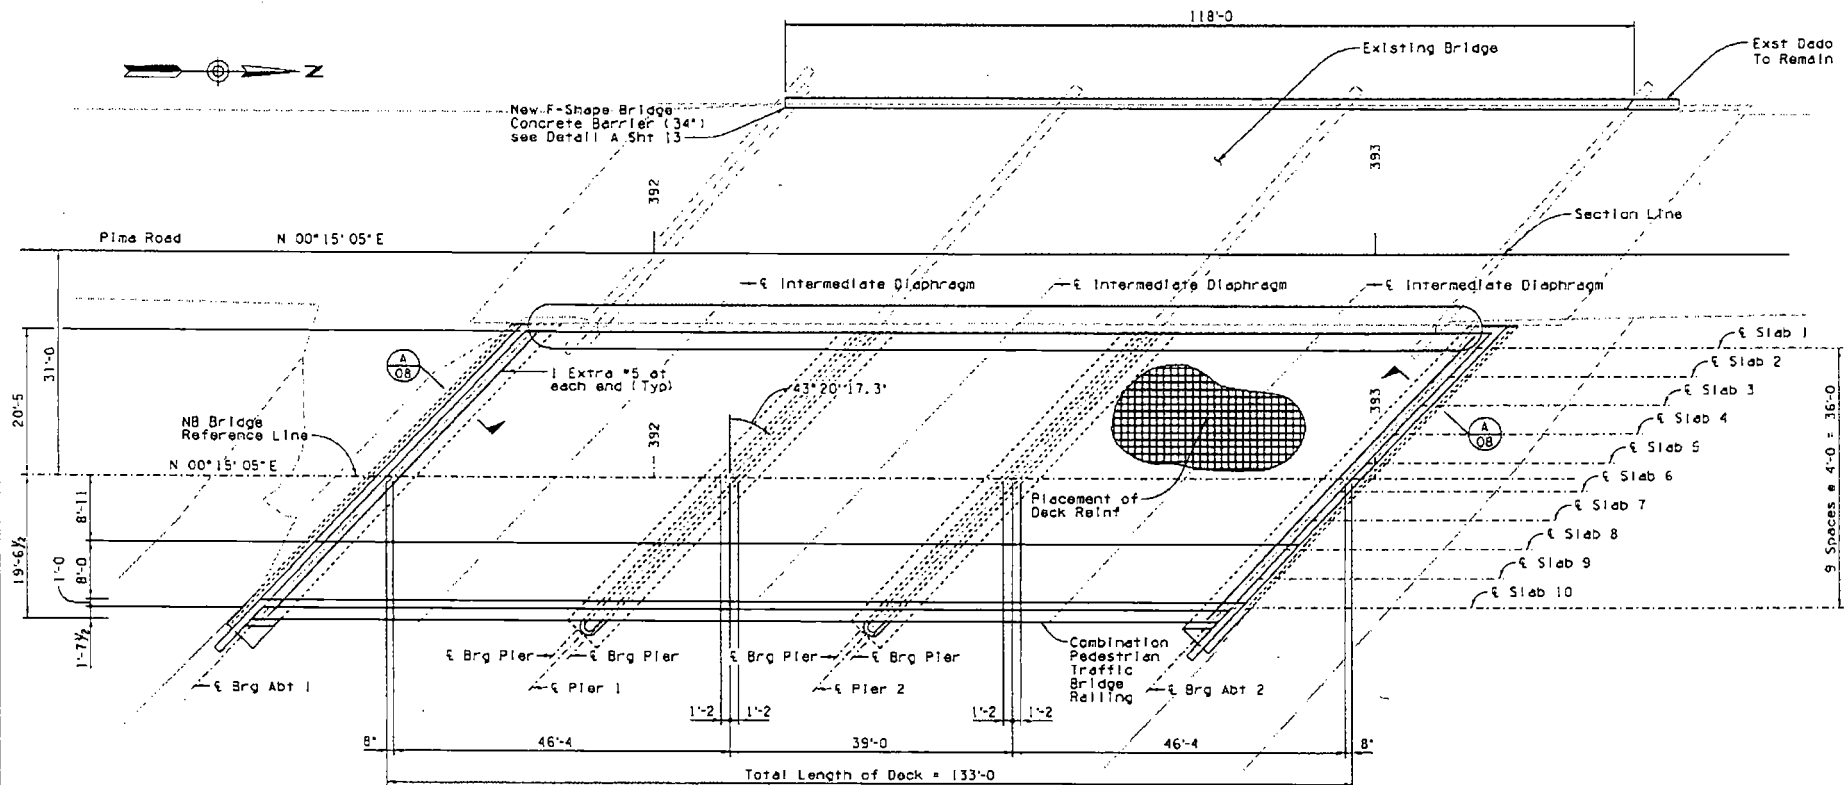 118'-0
Existing Bridge
Exst Dado
To Remain
N
New F-Shape Bridge
Concrete Barrier (34")
see Detail A Sht 13
392
393
Section Line
Pima Road
N 00°15'05"E
℄ Intermediate Diaphragm
℄ Intermediate Diaphragm
℄ Intermediate Diaphragm
31'-0
20'-5
A
08
1 Extra #5 at
each end (Typ)
43°20'17.3"
NB Bridge
Reference Line
N 00°15'05"E
392
393
A
08
Placement of
Deck Reinf
℄ Slab 1
℄ Slab 2
℄ Slab 3
℄ Slab 4
℄ Slab 5
℄ Slab 6
℄ Slab 7
℄ Slab 8
℄ Slab 9
℄ Slab 10
9 Spaces @ 4'-0 = 36'-0
8'-11
19'-6½
8'-0
1'-0
1'-7½
℄ Brg Abt 1
℄ Brg Pier
℄ Brg Pier
℄ Pier 1
℄ Brg Pier
℄ Brg Pier
℄ Pier 2
Combination
Pedestrian
Traffic
Bridge
Railing
℄ Brg Abt 2
1'-2
1'-2
1'-2
1'-2
8"
46'-4
39'-0
46'-4
8"
Total Length of Deck = 133'-0